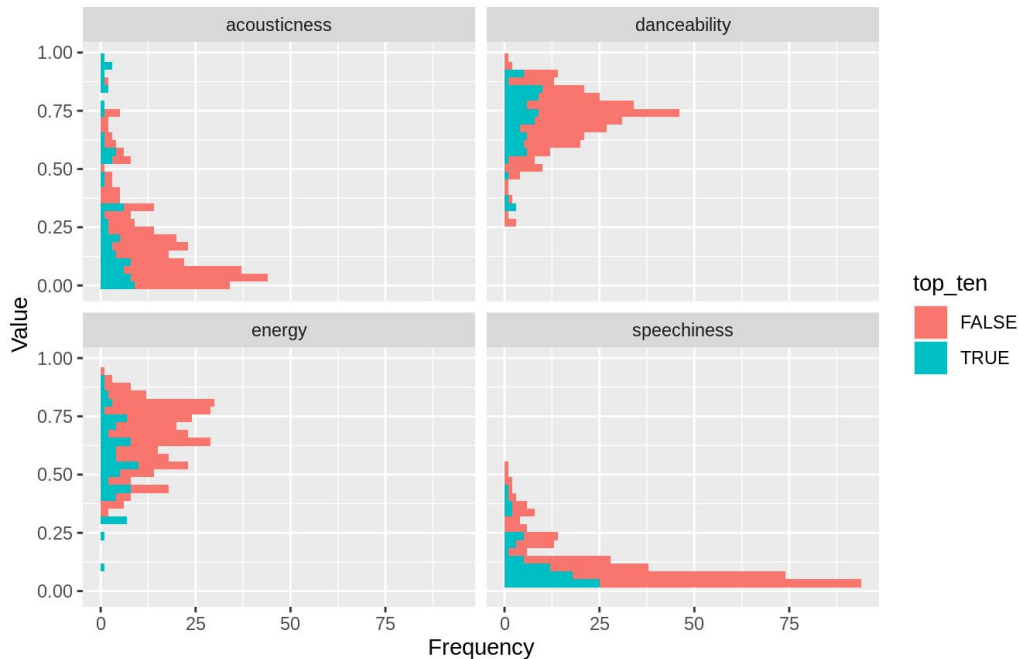 acousticness
danceability
1.00
0.75
0.50
0.25
0.00
energy
speechiness
1.00
0.75
0.50
0.25
0.00
0
25
50
75
0
25
50
75
Value
Frequency
top_ten
FALSE
TRUE